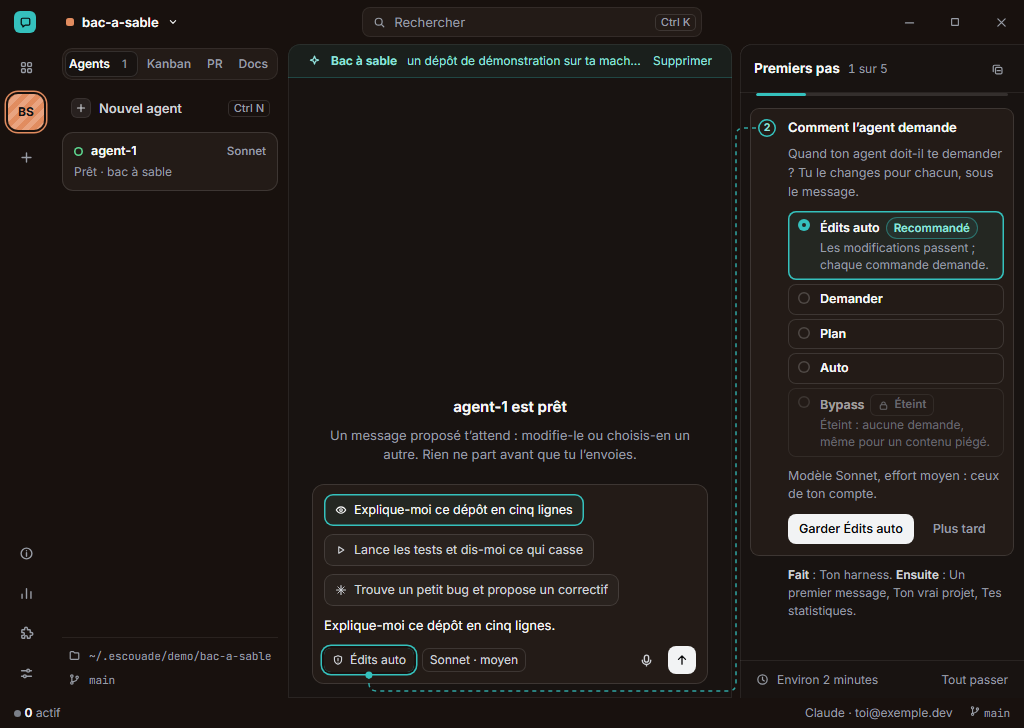 bac-a-sable
Rechercher
Ctrl K
BS
Agents 1
Kanban
PR
Docs
Nouvel agent
Ctrl N
agent-1
Sonnet
Prêt · bac à sable
~/.escouade/demo/bac-a-sable
main
0 actif
Bac à sable un dépôt de démonstration sur ta mach...
Supprimer
agent-1 est prêt
Un message proposé t’attend : modifie-le ou choisis-en un
autre. Rien ne part avant que tu l’envoies.
Explique-moi ce dépôt en cinq lignes
Lance les tests et dis-moi ce qui casse
Trouve un petit bug et propose un correctif
Explique-moi ce dépôt en cinq lignes.
Édits auto
Sonnet · moyen
Premiers pas
1 sur 5
2
Comment l’agent demande
Quand ton agent doit-il te demander
? Tu le changes pour chacun, sous
le message.
Édits auto
Recommandé
Les modifications passent ;
chaque commande demande.
Demander
Plan
Auto
Bypass
Éteint
Éteint : aucune demande,
même pour un contenu piégé.
Modèle Sonnet, effort moyen : ceux
de ton compte.
Garder Édits auto
Plus tard
Fait : Ton harness. Ensuite : Un
premier message, Ton vrai projet, Tes
statistiques.
Environ 2 minutes
Tout passer
Claude · toi@exemple.dev
main